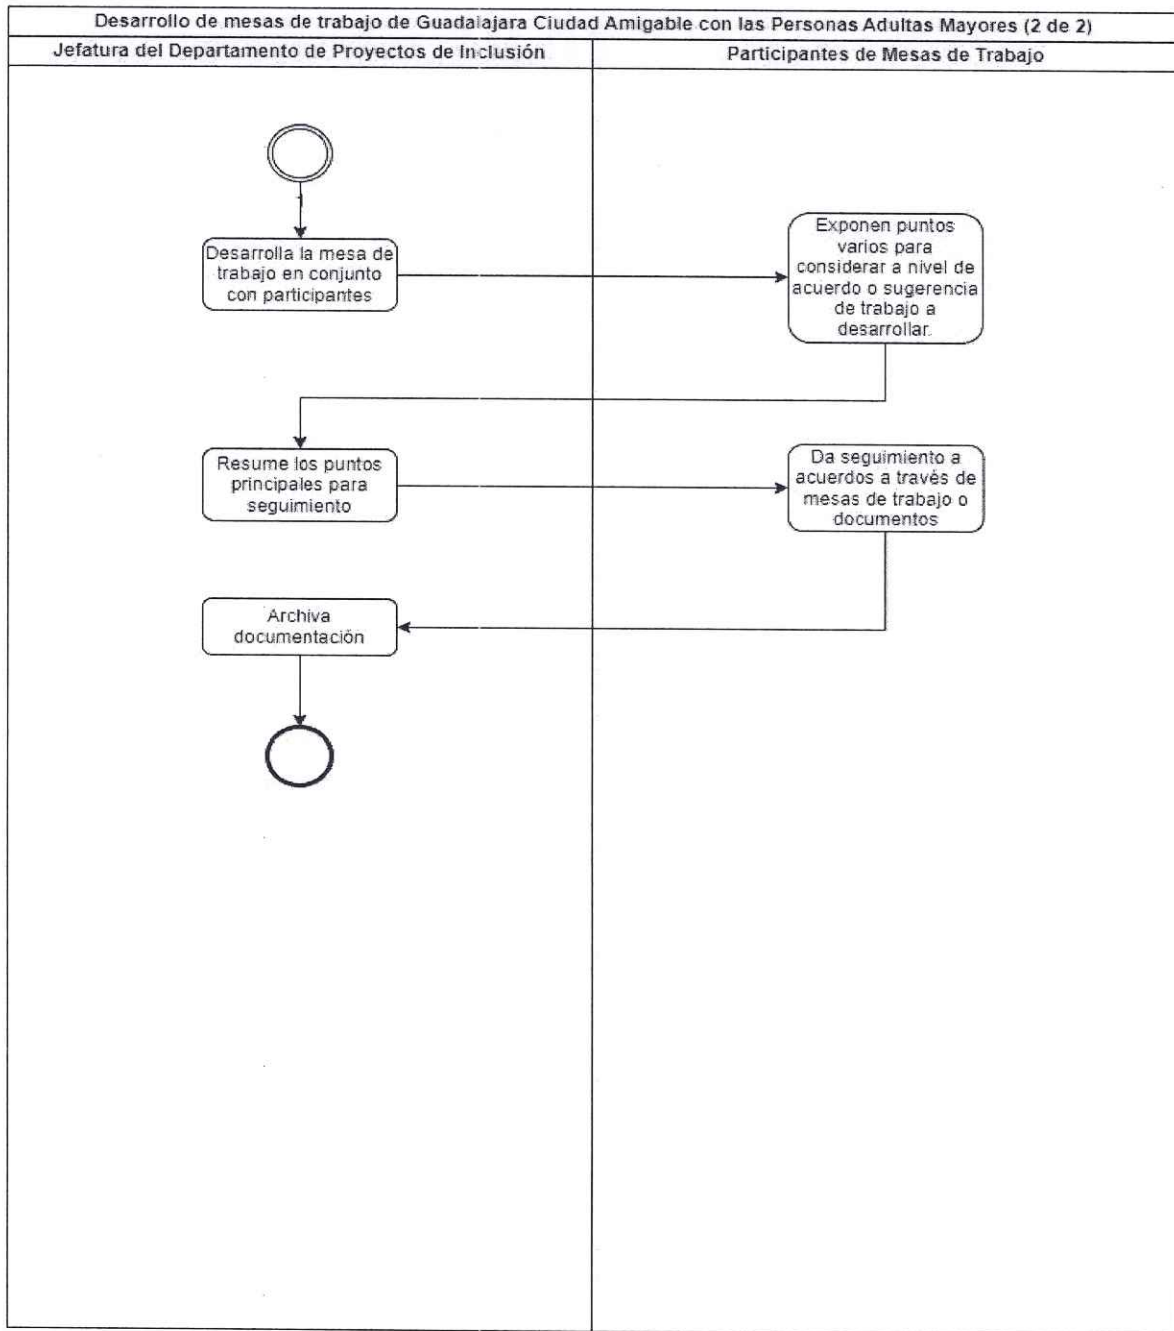 Desarrollo de mesas de trabajo de Guadalajara Ciudad Amigable con las Personas Adultas Mayores (2 de 2)
Jefatura del Departamento de Proyectos de Inclusión
Participantes de Mesas de Trabajo
Desarrolla la mesa de
trabajo en conjunto
con participantes
Exponen puntos
varios para
considerar a nivel de
acuerdo o sugerencia
de trabajo a
desarrollar.
Resume los puntos
principales para
seguimiento
Da seguimiento a
acuerdos a través de
mesas de trabajo o
documentos
Archiva
documentación